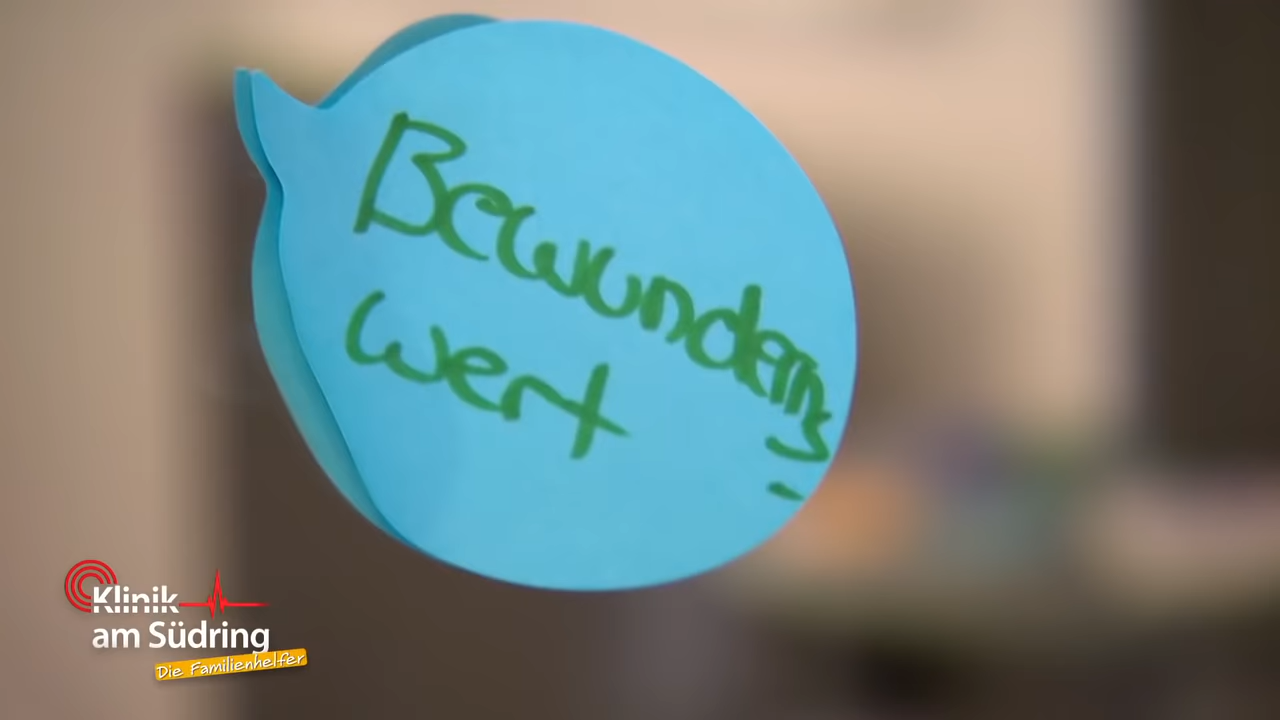 Bewunderns-
wert
Klinik
am Südring
Die Familienhelfer